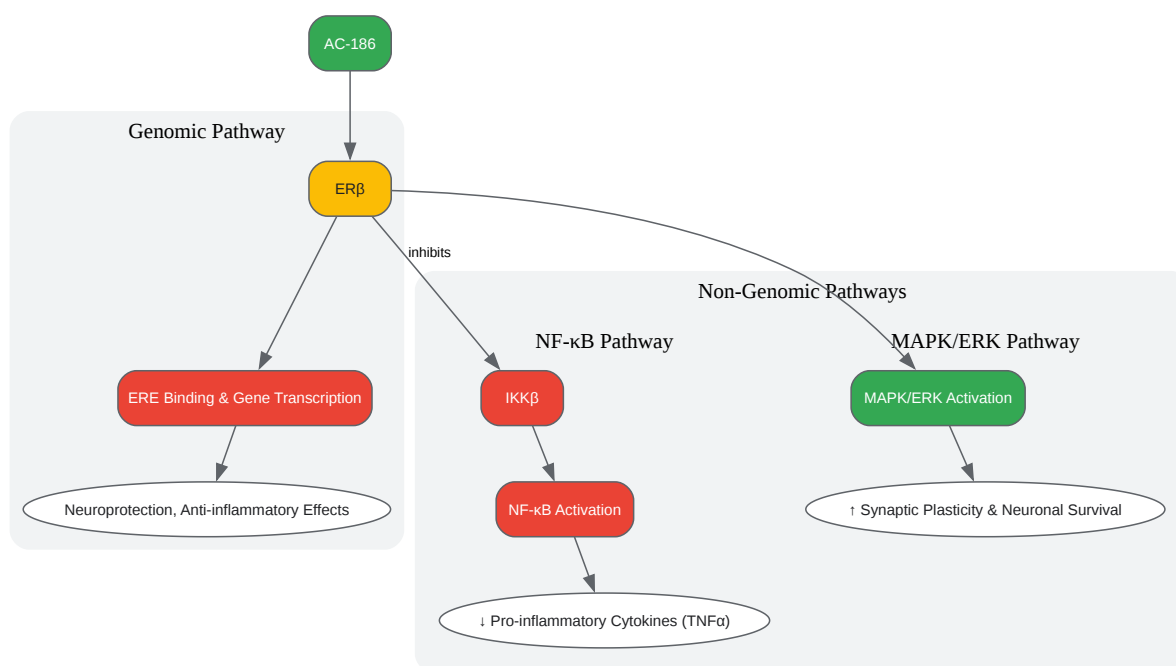 AC-186
Genomic Pathway
ERβ
inhibits
Non-Genomic Pathways
NF-κB Pathway
MAPK/ERK Pathway
ERE Binding & Gene Transcription
IKKβ
MAPK/ERK Activation
Neuroprotection, Anti-inflammatory Effects
NF-κB Activation
↑ Synaptic Plasticity & Neuronal Survival
↓ Pro-inflammatory Cytokines (TNFα)